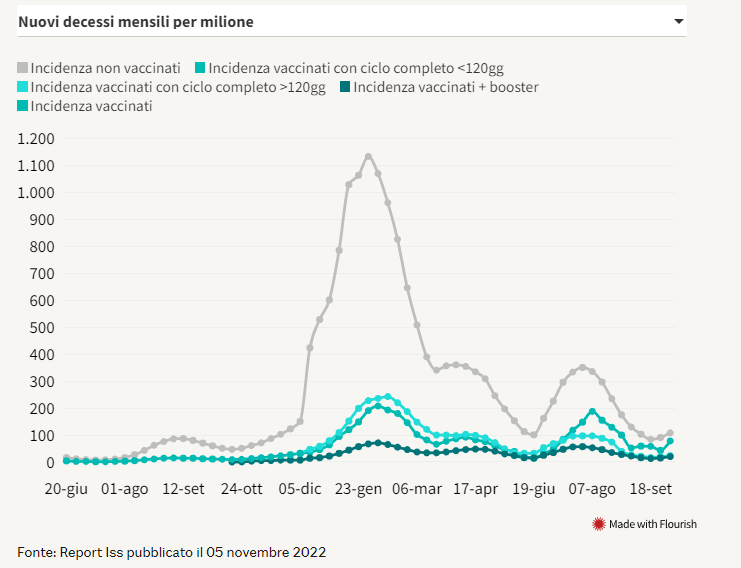 Nuovi decessi mensili per milione
Incidenza non vaccinati Incidenza vaccinati con ciclo completo <120gg
Incidenza vaccinati con ciclo completo >120gg Incidenza vaccinati + booster
Incidenza vaccinati
1.200
1.100
1.000
900
800
700
600
500
400
300
200
100
0
20-giu 01-ago 12-set 24-ott 05-dic 23-gen 06-mar 17-apr 19-giu 07-ago 18-set
Made with Flourish
Fonte: Report Iss pubblicato il 05 novembre 2022